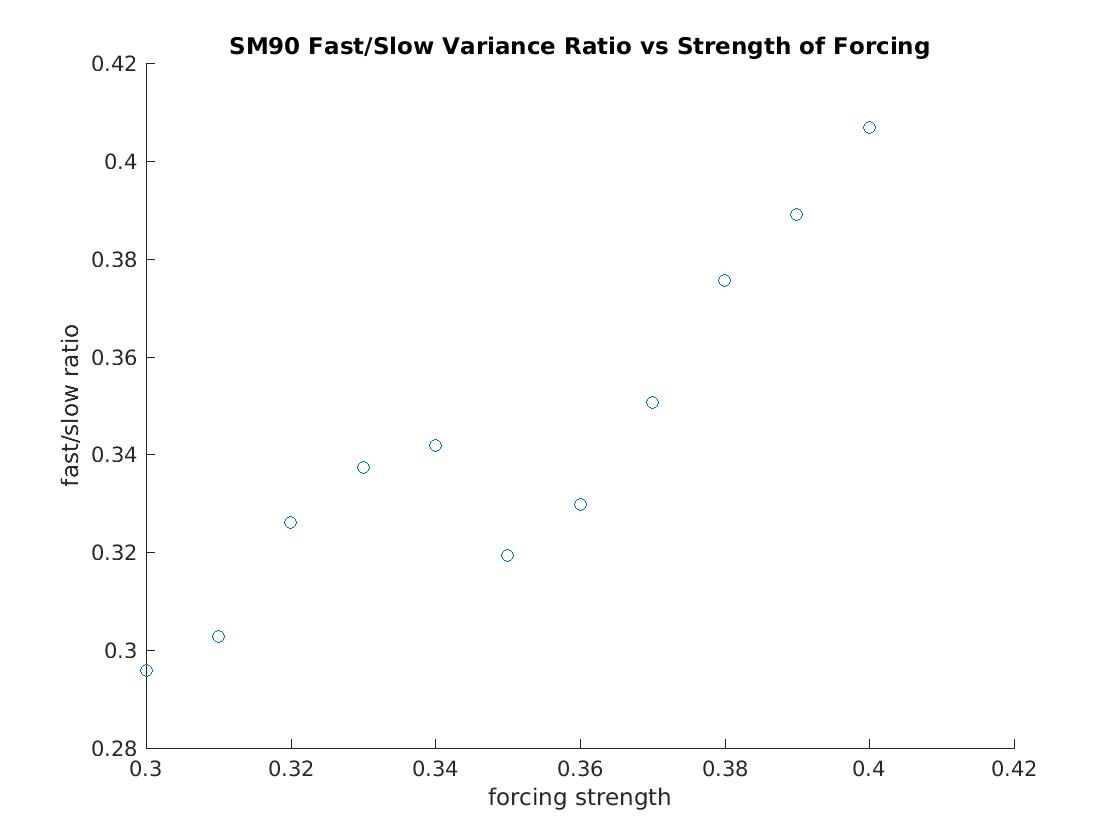 SM90 Fast/Slow Variance Ratio vs Strength of Forcing
0.42
0.4
0.38
0.36
0.34
0.32
0.3
0.28
fast/slow ratio
0.3 0.32 0.34 0.36 0.38 0.4 0.42
forcing strength